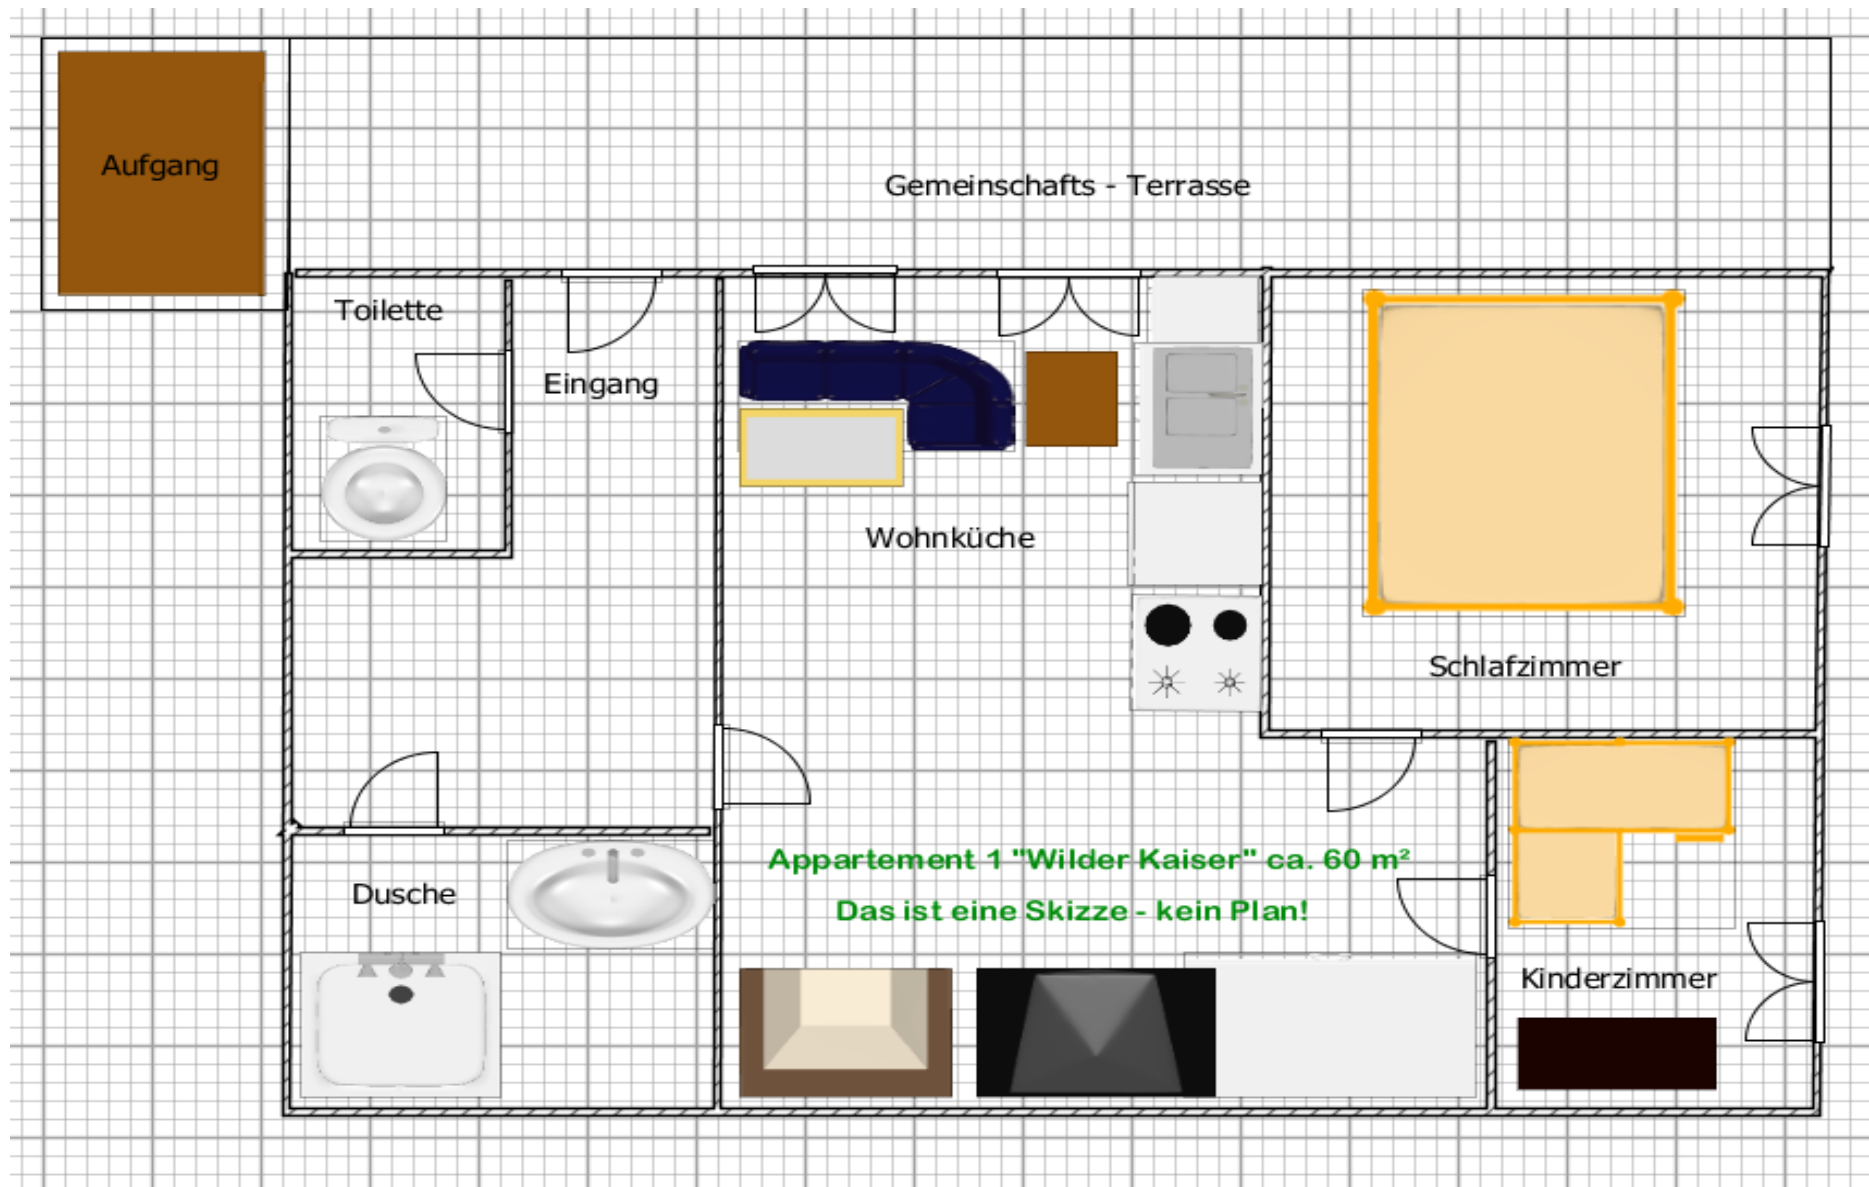 Aufgang
Gemeinschafts - Terrasse
Toilette
Eingang
Wohnküche
Schlafzimmer
Appartement 1 "Wilder Kaiser" ca. 60 m²
Das ist eine Skizze - kein Plan!
Dusche
Kinderzimmer